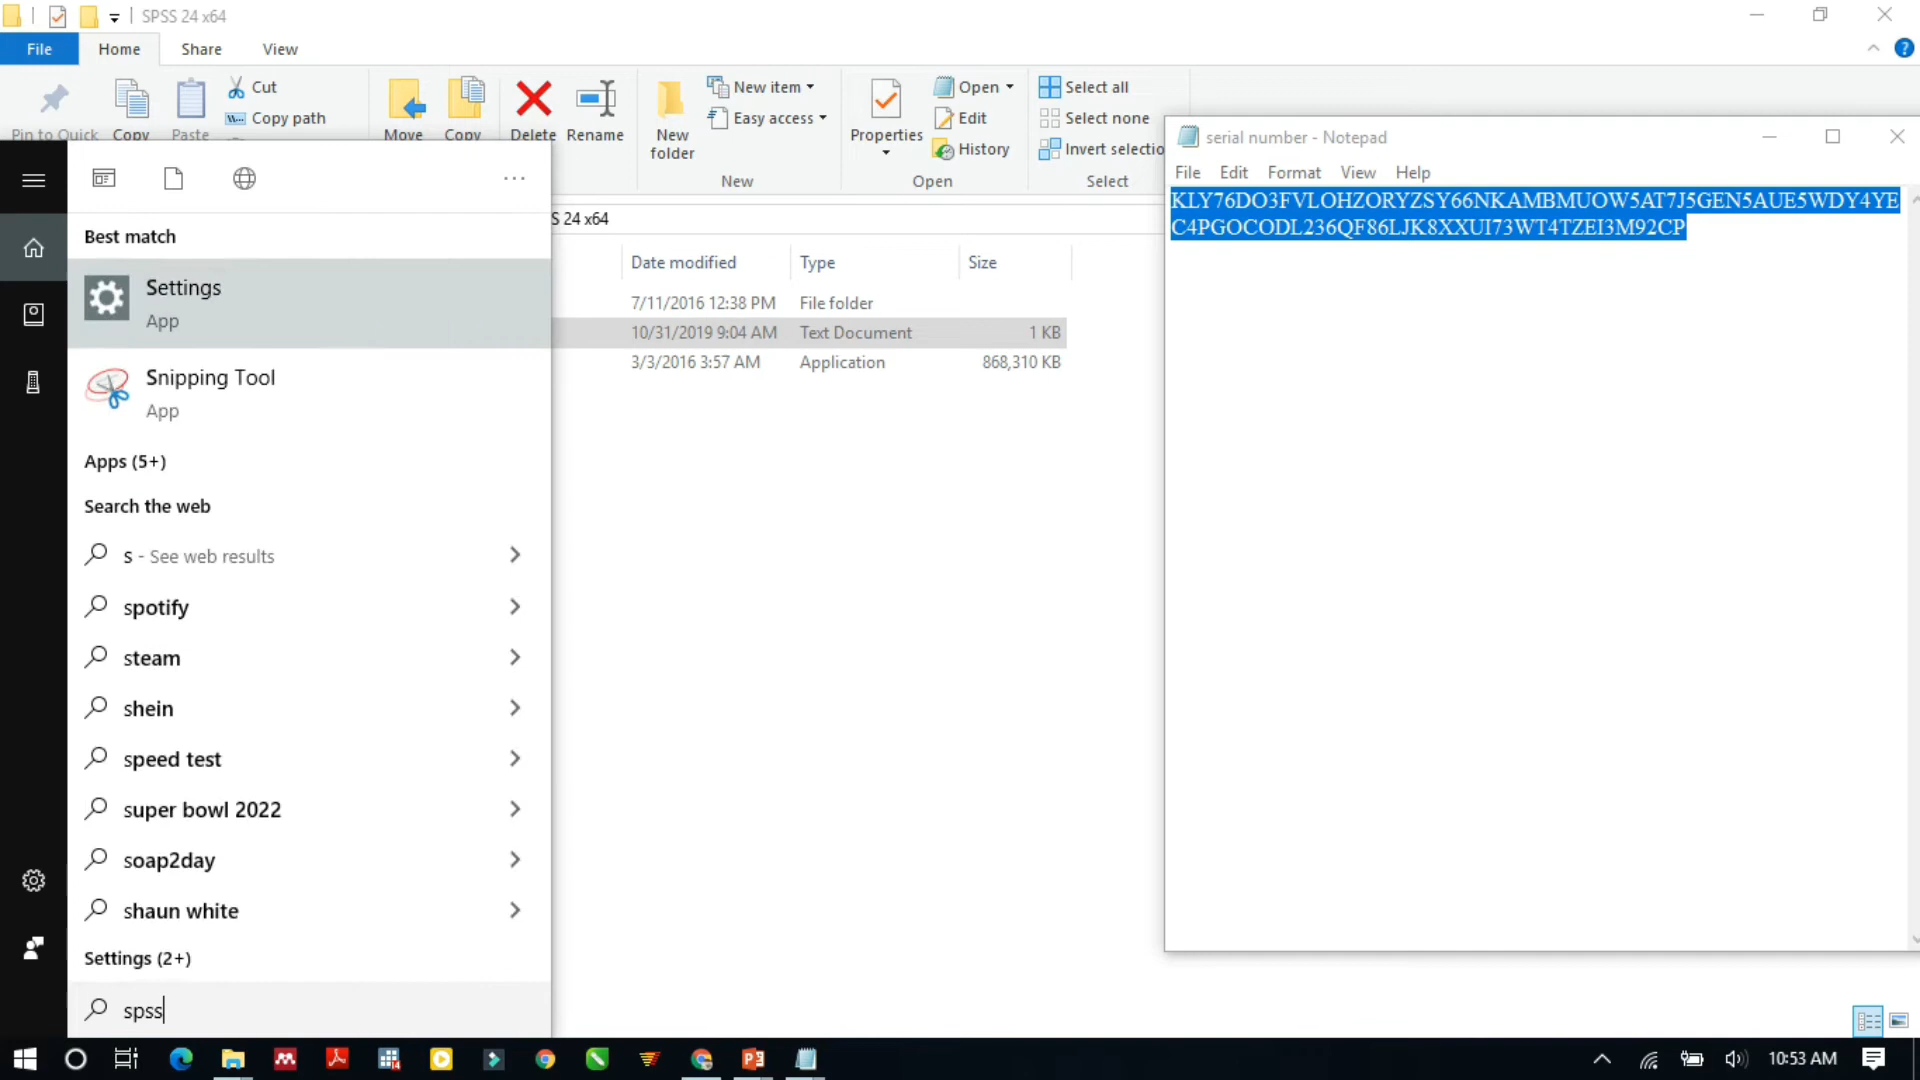 SPSS 24 x64
File Home Share View
Pin to Quick Copy Paste
Cut
Copy path
Move Copy Delete Rename
New folder
New item
Easy access
New
Properties
Open
Edit
History
Open
Select all
Select none
Invert selectio
Select
S 24 x64
Date modified Type Size
7/11/2016 12:38 PM File folder
10/31/2019 9:04 AM Text Document 1 KB
3/3/2016 3:57 AM Application 868,310 KB
Best match
Settings
App
Snipping Tool
App
Apps (5+)
Search the web
s - See web results
spotify
steam
shein
speed test
super bowl 2022
soap2day
shaun white
Settings (2+)
spss
serial number - Notepad
File Edit Format View Help
KLY76DO3FVLOHZORYZSY66NKAMBMUOW5AT7J5GEN5AUE5WDY4YE
C4PGOCODL236QF86LJK8XXUI73WT4TZEI3M92CP
10:53 AM